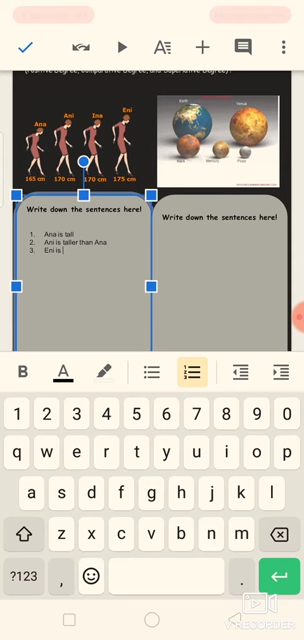 (Positive Degree, Comparative Degree, and Superlative Degree)!
Ana
Ani
Ina
Eni
165 cm
170 cm
170 cm
175 cm
Earth
Venus
Mars
Mercury
Pluto
Write down the sentences here!
1. Ana is tall
2. Ani is taller than Ana
3. Eni is
Write down the sentences here!
B A
1 2 3 4 5 6 7 8 9 0
q w e r t y u i o p
a s d f g h j k l
z x c v b n m
?123 , .
V RECORDER